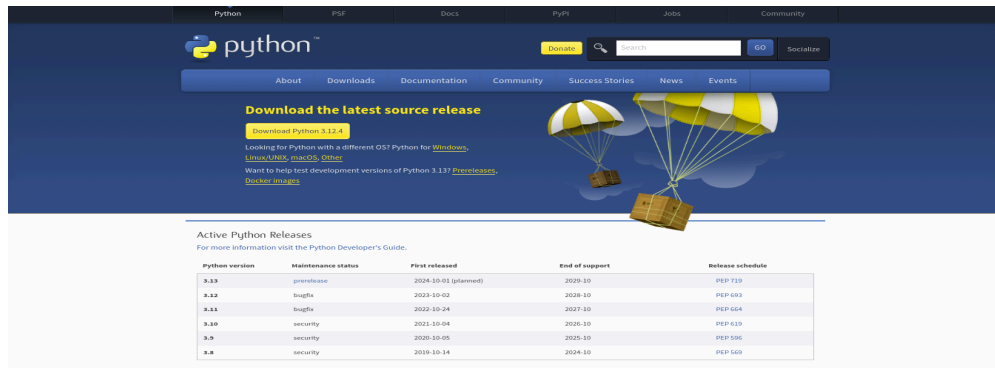 Python PSF Docs PyPI Jobs Community
python™
Donate Search GO Socialize
About Downloads Documentation Community Success Stories News Events
Download the latest source release
Download Python 3.12.4
Looking for Python with a different OS? Python for Windows,
Linux/UNIX, macOS, Other
Want to help test development versions of Python 3.13? Prereleases,
Docker images
Active Python Releases
For more information visit the Python Developer's Guide.
Python version Maintenance status First released End of support Release schedule
3.13 prerelease 2024-10-01 (planned) 2029-10 PEP 719
3.12 bugfix 2023-10-02 2028-10 PEP 693
3.11 bugfix 2022-10-24 2027-10 PEP 664
3.10 security 2021-10-04 2026-10 PEP 619
3.9 security 2020-10-05 2025-10 PEP 596
3.8 security 2019-10-14 2024-10 PEP 569